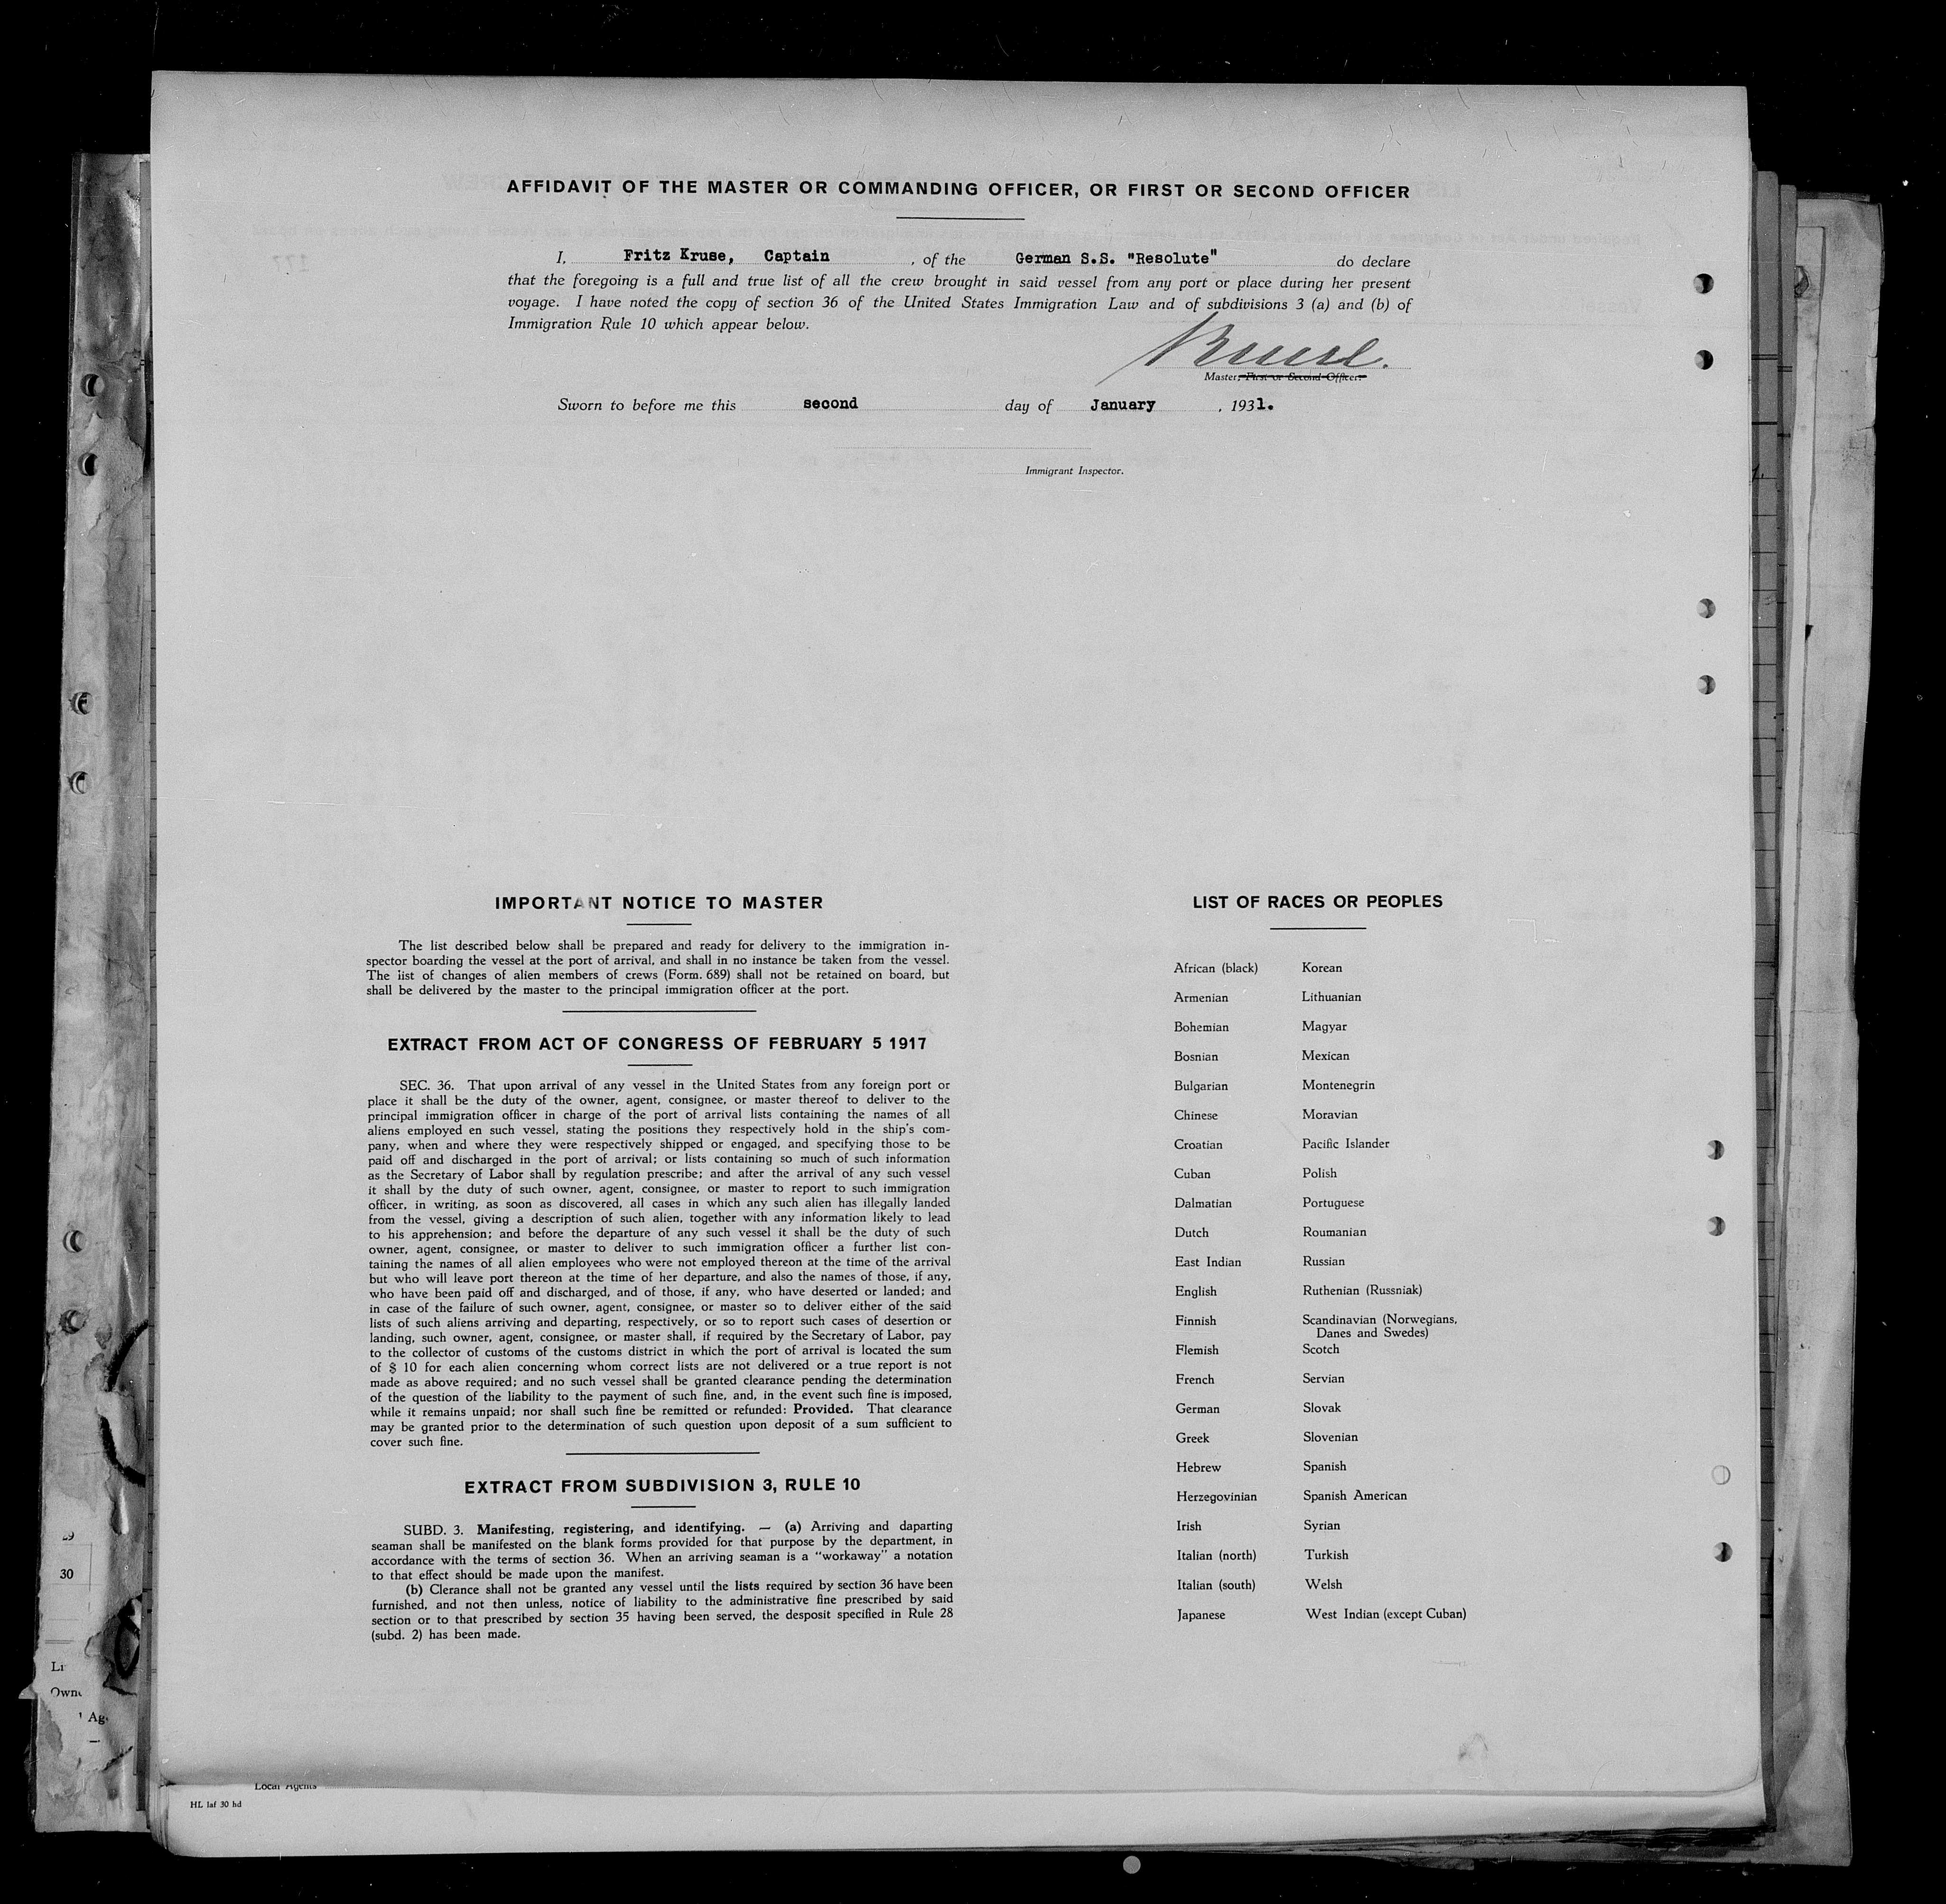 AFFIDAVIT OF THE MASTER OR COMMANDING OFFICER, OR FIRST OR SECOND OFFICER
I, Fritz Kruse, Captain , of the German S.S. "Resolute" do declare
that the foregoing is a full and true list of all the crew brought in said vessel from any port or place during her present
voyage. I have noted the copy of section 36 of the United States Immigration Law and of subdivisions 3 (a) and (b) of
Immigration Rule 10 which appear below.
Kruse.
Master, First or Second Officer.
Sworn to before me this second day of January , 1931.
Immigrant Inspector.
IMPORTANT NOTICE TO MASTER
The list described below shall be prepared and ready for delivery to the immigration in-
spector boarding the vessel at the port of arrival, and shall in no instance be taken from the vessel.
The list of changes of alien members of crews (Form. 689) shall not be retained on board, but
shall be delivered by the master to the principal immigration officer at the port.
EXTRACT FROM ACT OF CONGRESS OF FEBRUARY 5 1917
SEC. 36. That upon arrival of any vessel in the United States from any foreign port or
place it shall be the duty of the owner, agent, consignee, or master thereof to deliver to the
principal immigration officer in charge of the port of arrival lists containing the names of all
aliens employed en such vessel, stating the positions they respectively hold in the ship's com-
pany, when and where they were respectively shipped or engaged, and specifying those to be
paid off and discharged in the port of arrival; or lists containing so much of such information
as the Secretary of Labor shall by regulation prescribe; and after the arrival of any such vessel
it shall by the duty of such owner, agent, consignee, or master to report to such immigration
officer, in writing, as soon as discovered, all cases in which any such alien has illegally landed
from the vessel, giving a description of such alien, together with any information likely to lead
to his apprehension; and before the departure of any such vessel it shall be the duty of such
owner, agent, consignee, or master to deliver to such immigration officer a further list con-
taining the names of all alien employees who were not employed thereon at the time of the arrival
but who will leave port thereon at the time of her departure, and also the names of those, if any,
who have been paid off and discharged, and of those, if any, who have deserted or landed; and
in case of the failure of such owner, agent, consignee, or master so to deliver either of the said
lists of such aliens arriving and departing, respectively, or so to report such cases of desertion or
landing, such owner, agent, consignee, or master shall, if required by the Secretary of Labor, pay
to the collector of customs of the customs district in which the port of arrival is located the sum
of $ 10 for each alien concerning whom correct lists are not delivered or a true report is not
made as above required; and no such vessel shall be granted clearance pending the determination
of the question of the liability to the payment of such fine, and, in the event such fine is imposed,
while it remains unpaid; nor shall such fine be remitted or refunded: Provided. That clearance
may be granted prior to the determination of such question upon deposit of a sum sufficient to
cover such fine.
EXTRACT FROM SUBDIVISION 3, RULE 10
SUBD. 3. Manifesting, registering, and identifying. — (a) Arriving and daparting
seaman shall be manifested on the blank forms provided for that purpose by the department, in
accordance with the terms of section 36. When an arriving seaman is a "workaway" a notation
to that effect should be made upon the manifest.
(b) Clerance shall not be granted any vessel until the lists required by section 36 have been
furnished, and not then unless, notice of liability to the administrative fine prescribed by said
section or to that prescribed by section 35 having been served, the desposit specified in Rule 28
(subd. 2) has been made.
LIST OF RACES OR PEOPLES
African (black) Korean
Armenian Lithuanian
Bohemian Magyar
Bosnian Mexican
Bulgarian Montenegrin
Chinese Moravian
Croatian Pacific Islander
Cuban Polish
Dalmatian Portuguese
Dutch Roumanian
East Indian Russian
English Ruthenian (Russniak)
Finnish Scandinavian (Norwegians,
Danes and Swedes)
Flemish Scotch
French Servian
German Slovak
Greek Slovenian
Hebrew Spanish
Herzegovinian Spanish American
Irish Syrian
Italian (north) Turkish
Italian (south) Welsh
Japanese West Indian (except Cuban)
30
Local Agents
HL laf 30 hd